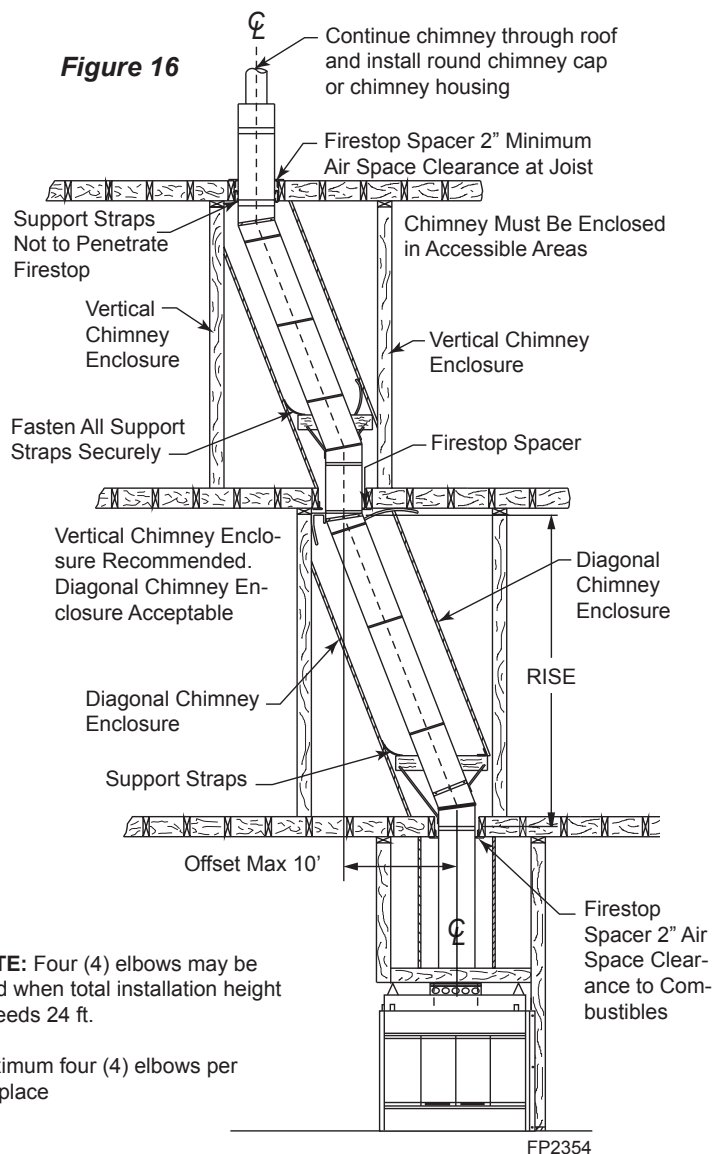 Figure 16
℄
Continue chimney through roof
and install round chimney cap
or chimney housing
Firestop Spacer 2” Minimum
Air Space Clearance at Joist
Support Straps
Not to Penetrate
Firestop
Chimney Must Be Enclosed
in Accessible Areas
Vertical
Chimney
Enclosure
Vertical Chimney
Enclosure
Fasten All Support
Straps Securely
Firestop Spacer
Vertical Chimney Enclo-
sure Recommended.
Diagonal Chimney En-
closure Acceptable
Diagonal
Chimney
Enclosure
RISE
Diagonal Chimney
Enclosure
Support Straps
Offset Max 10’
℄
Firestop
Spacer 2” Air
Space Clear-
ance to Com-
bustibles
TE: Four (4) elbows may be
d when total installation height
eeds 24 ft.
imum four (4) elbows per
place
FP2354